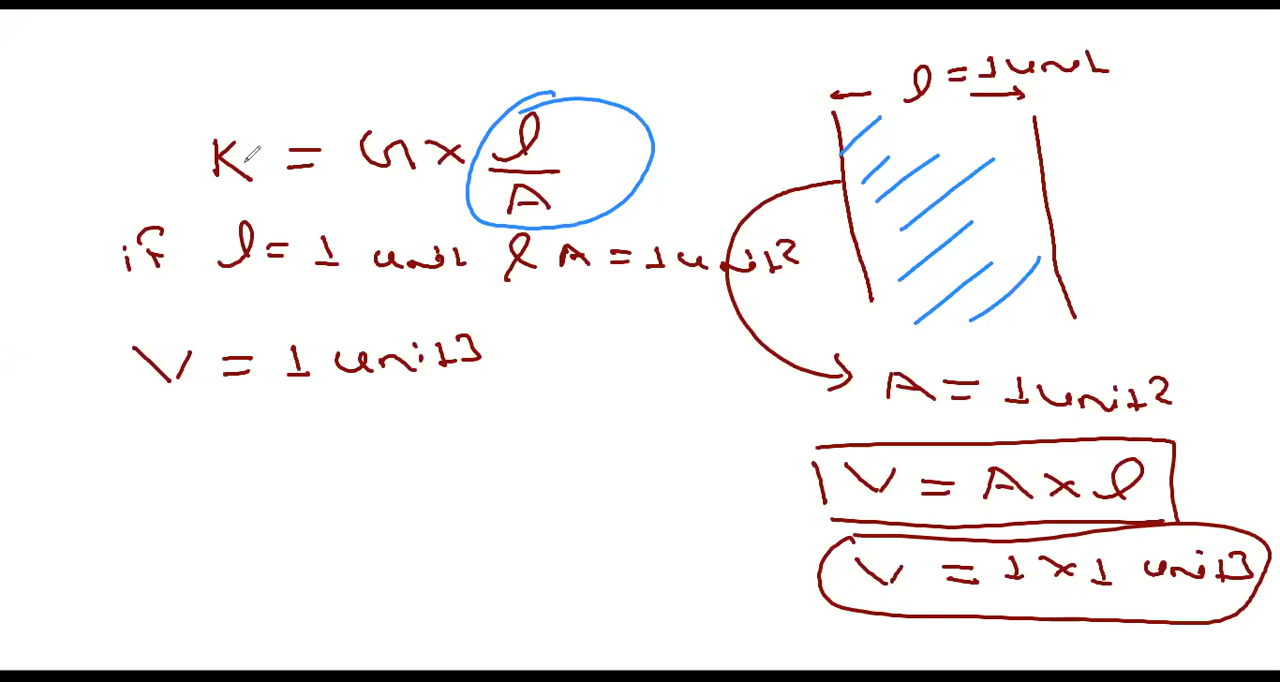 K = G × l/A
if l = 1 unit & A = 1 unit2
V = 1 unit3
l = 1 unit
A = 1 unit2
V = A × l
V = 1 × 1 unit3